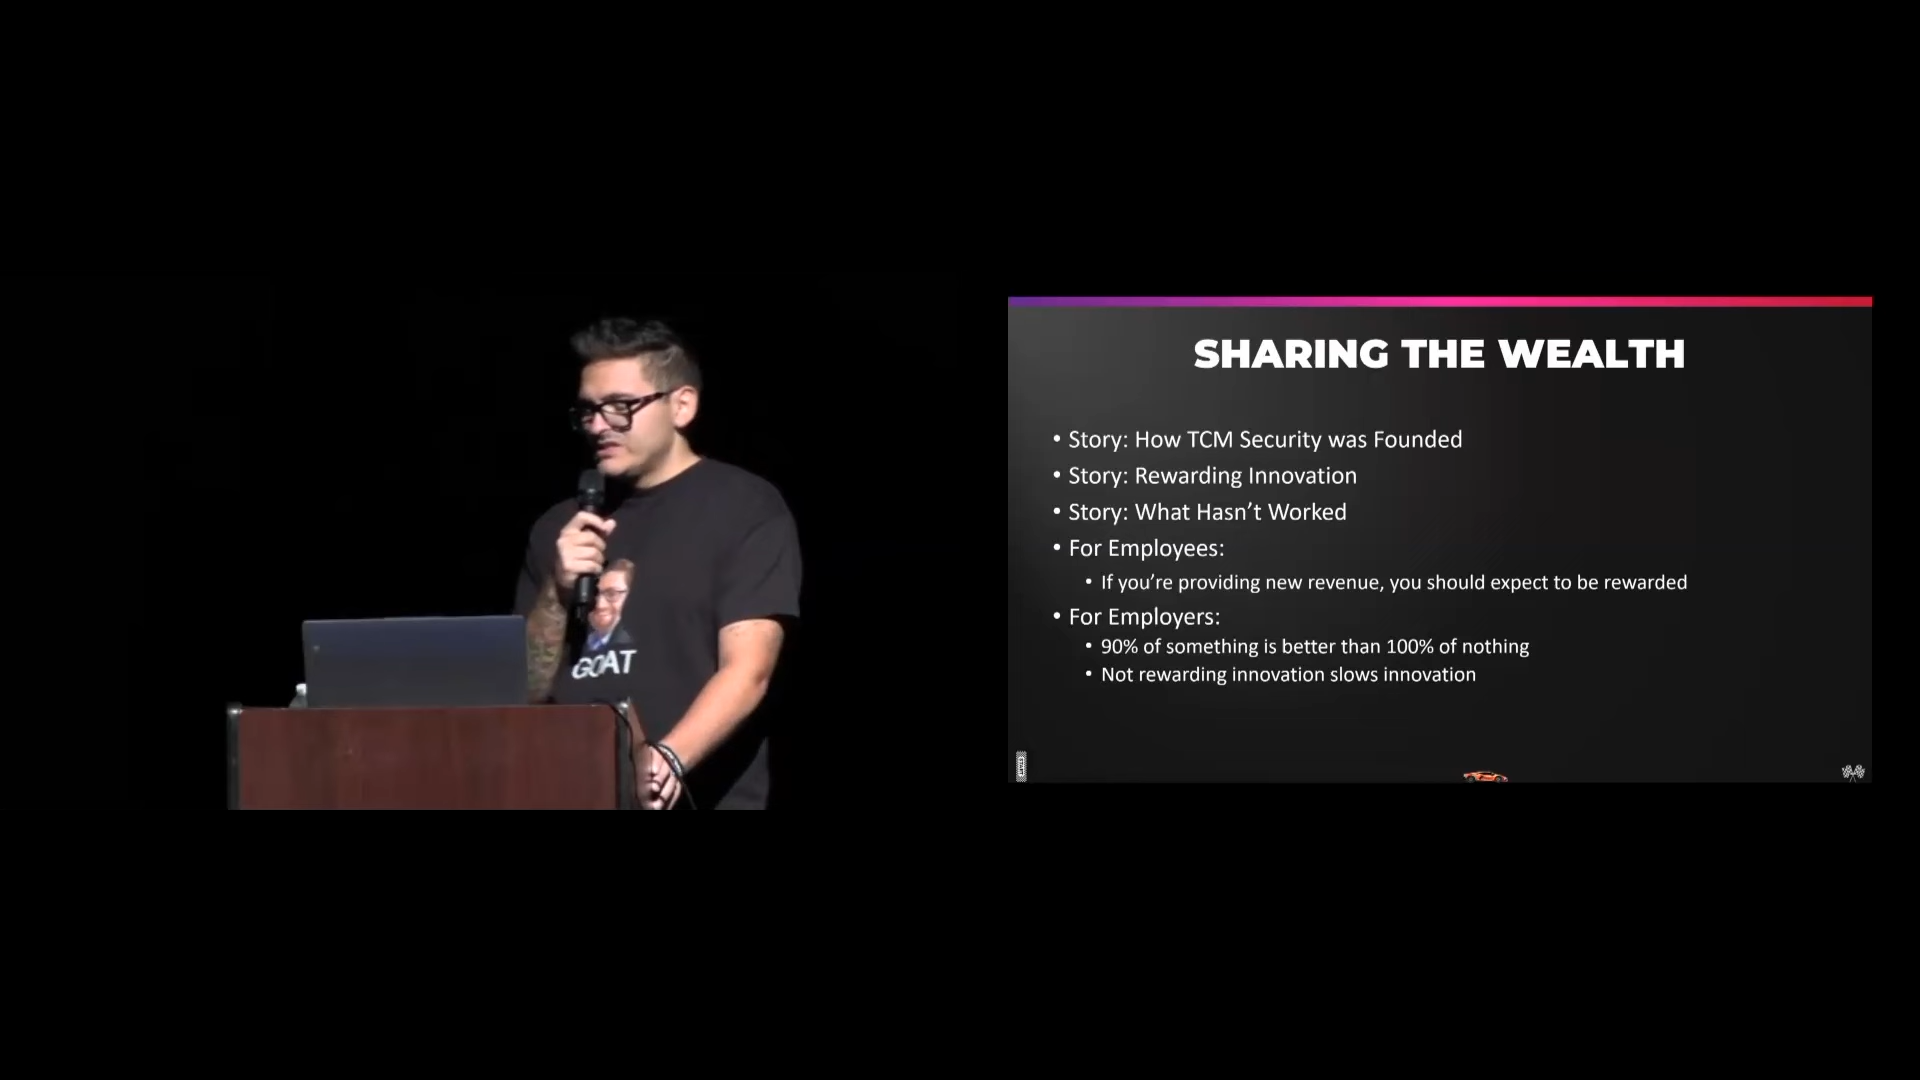 GOAT
SHARING THE WEALTH
• Story: How TCM Security was Founded
• Story: Rewarding Innovation
• Story: What Hasn’t Worked
• For Employees:
• If you’re providing new revenue, you should expect to be rewarded
• For Employers:
• 90% of something is better than 100% of nothing
• Not rewarding innovation slows innovation